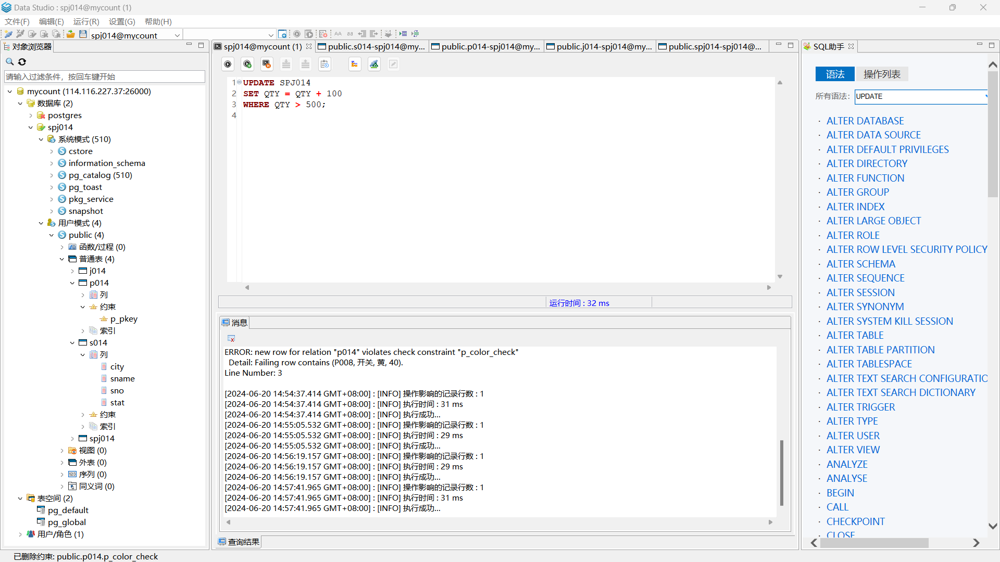 Data Studio : spj014@mycount (1)
文件(F) 编辑(E) 运行(R) 设置(G) 帮助(H)
spj014@mycount
对象浏览器
请输入过滤条件，按回车键开始
mycount (114.116.227.37:26000)
数据库 (2)
postgres
spj014
系统模式 (510)
cstore
information_schema
pg_catalog (510)
pg_toast
pkg_service
snapshot
用户模式 (4)
public (4)
函数/过程 (0)
普通表 (4)
j014
p014
列
约束
p_pkey
索引
s014
列
city
sname
sno
stat
约束
索引
spj014
视图 (0)
外表 (0)
序列 (0)
同义词 (0)
表空间 (2)
pg_default
pg_global
用户/角色 (1)
spj014@mycount (1) public.s014-spj014@my... public.p014-spj014@my... public.j014-spj014@my... public.spj014-spj014@...
1 UPDATE SPJ014
2 SET QTY = QTY + 100
3 WHERE QTY > 500;
4
运行时间 : 32 ms
消息
ERROR: new row for relation "p014" violates check constraint "p_color_check"
Detail: Failing row contains (P008, 开关, 黄, 40).
Line Number: 3
[2024-06-20 14:54:37.414 GMT+08:00] : [INFO] 操作影响的记录行数 : 1
[2024-06-20 14:54:37.414 GMT+08:00] : [INFO] 执行时间 : 31 ms
[2024-06-20 14:54:37.414 GMT+08:00] : [INFO] 执行成功...
[2024-06-20 14:55:05.532 GMT+08:00] : [INFO] 操作影响的记录行数 : 1
[2024-06-20 14:55:05.532 GMT+08:00] : [INFO] 执行时间 : 29 ms
[2024-06-20 14:55:05.532 GMT+08:00] : [INFO] 执行成功...
[2024-06-20 14:56:19.157 GMT+08:00] : [INFO] 操作影响的记录行数 : 1
[2024-06-20 14:56:19.157 GMT+08:00] : [INFO] 执行时间 : 29 ms
[2024-06-20 14:56:19.157 GMT+08:00] : [INFO] 执行成功...
[2024-06-20 14:57:41.965 GMT+08:00] : [INFO] 操作影响的记录行数 : 1
[2024-06-20 14:57:41.965 GMT+08:00] : [INFO] 执行时间 : 31 ms
[2024-06-20 14:57:41.965 GMT+08:00] : [INFO] 执行成功...
查询结果
SQL助手
语法 操作列表
所有语法: UPDATE
· ALTER DATABASE
· ALTER DATA SOURCE
· ALTER DEFAULT PRIVILEGES
· ALTER DIRECTORY
· ALTER FUNCTION
· ALTER GROUP
· ALTER INDEX
· ALTER LARGE OBJECT
· ALTER ROLE
· ALTER ROW LEVEL SECURITY POLICY
· ALTER SCHEMA
· ALTER SEQUENCE
· ALTER SESSION
· ALTER SYNONYM
· ALTER SYSTEM KILL SESSION
· ALTER TABLE
· ALTER TABLE PARTITION
· ALTER TABLESPACE
· ALTER TEXT SEARCH CONFIGURATIO
· ALTER TEXT SEARCH DICTIONARY
· ALTER TRIGGER
· ALTER TYPE
· ALTER USER
· ALTER VIEW
· ANALYZE
· ANALYSE
· BEGIN
· CALL
· CHECKPOINT
· CLOSE
已删除约束: public.p014.p_color_check